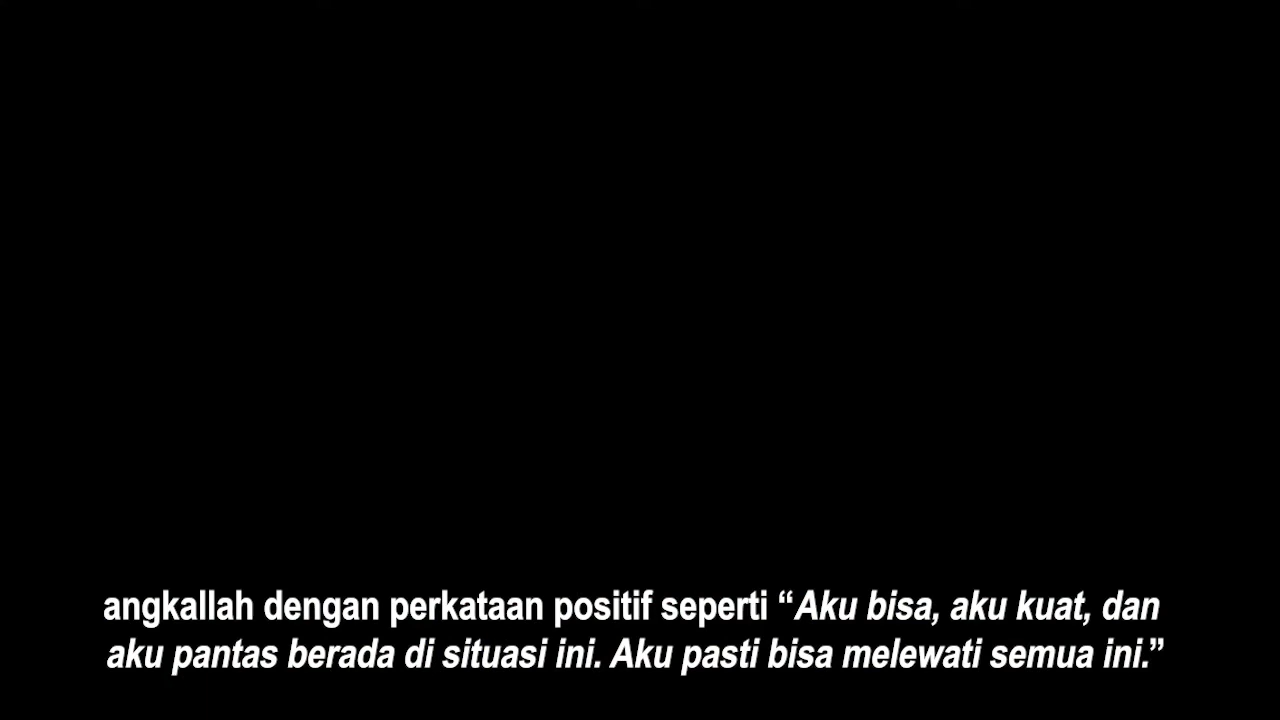 angkallah dengan perkataan positif seperti “Aku bisa, aku kuat, dan
aku pantas berada di situasi ini. Aku pasti bisa melewati semua ini.”